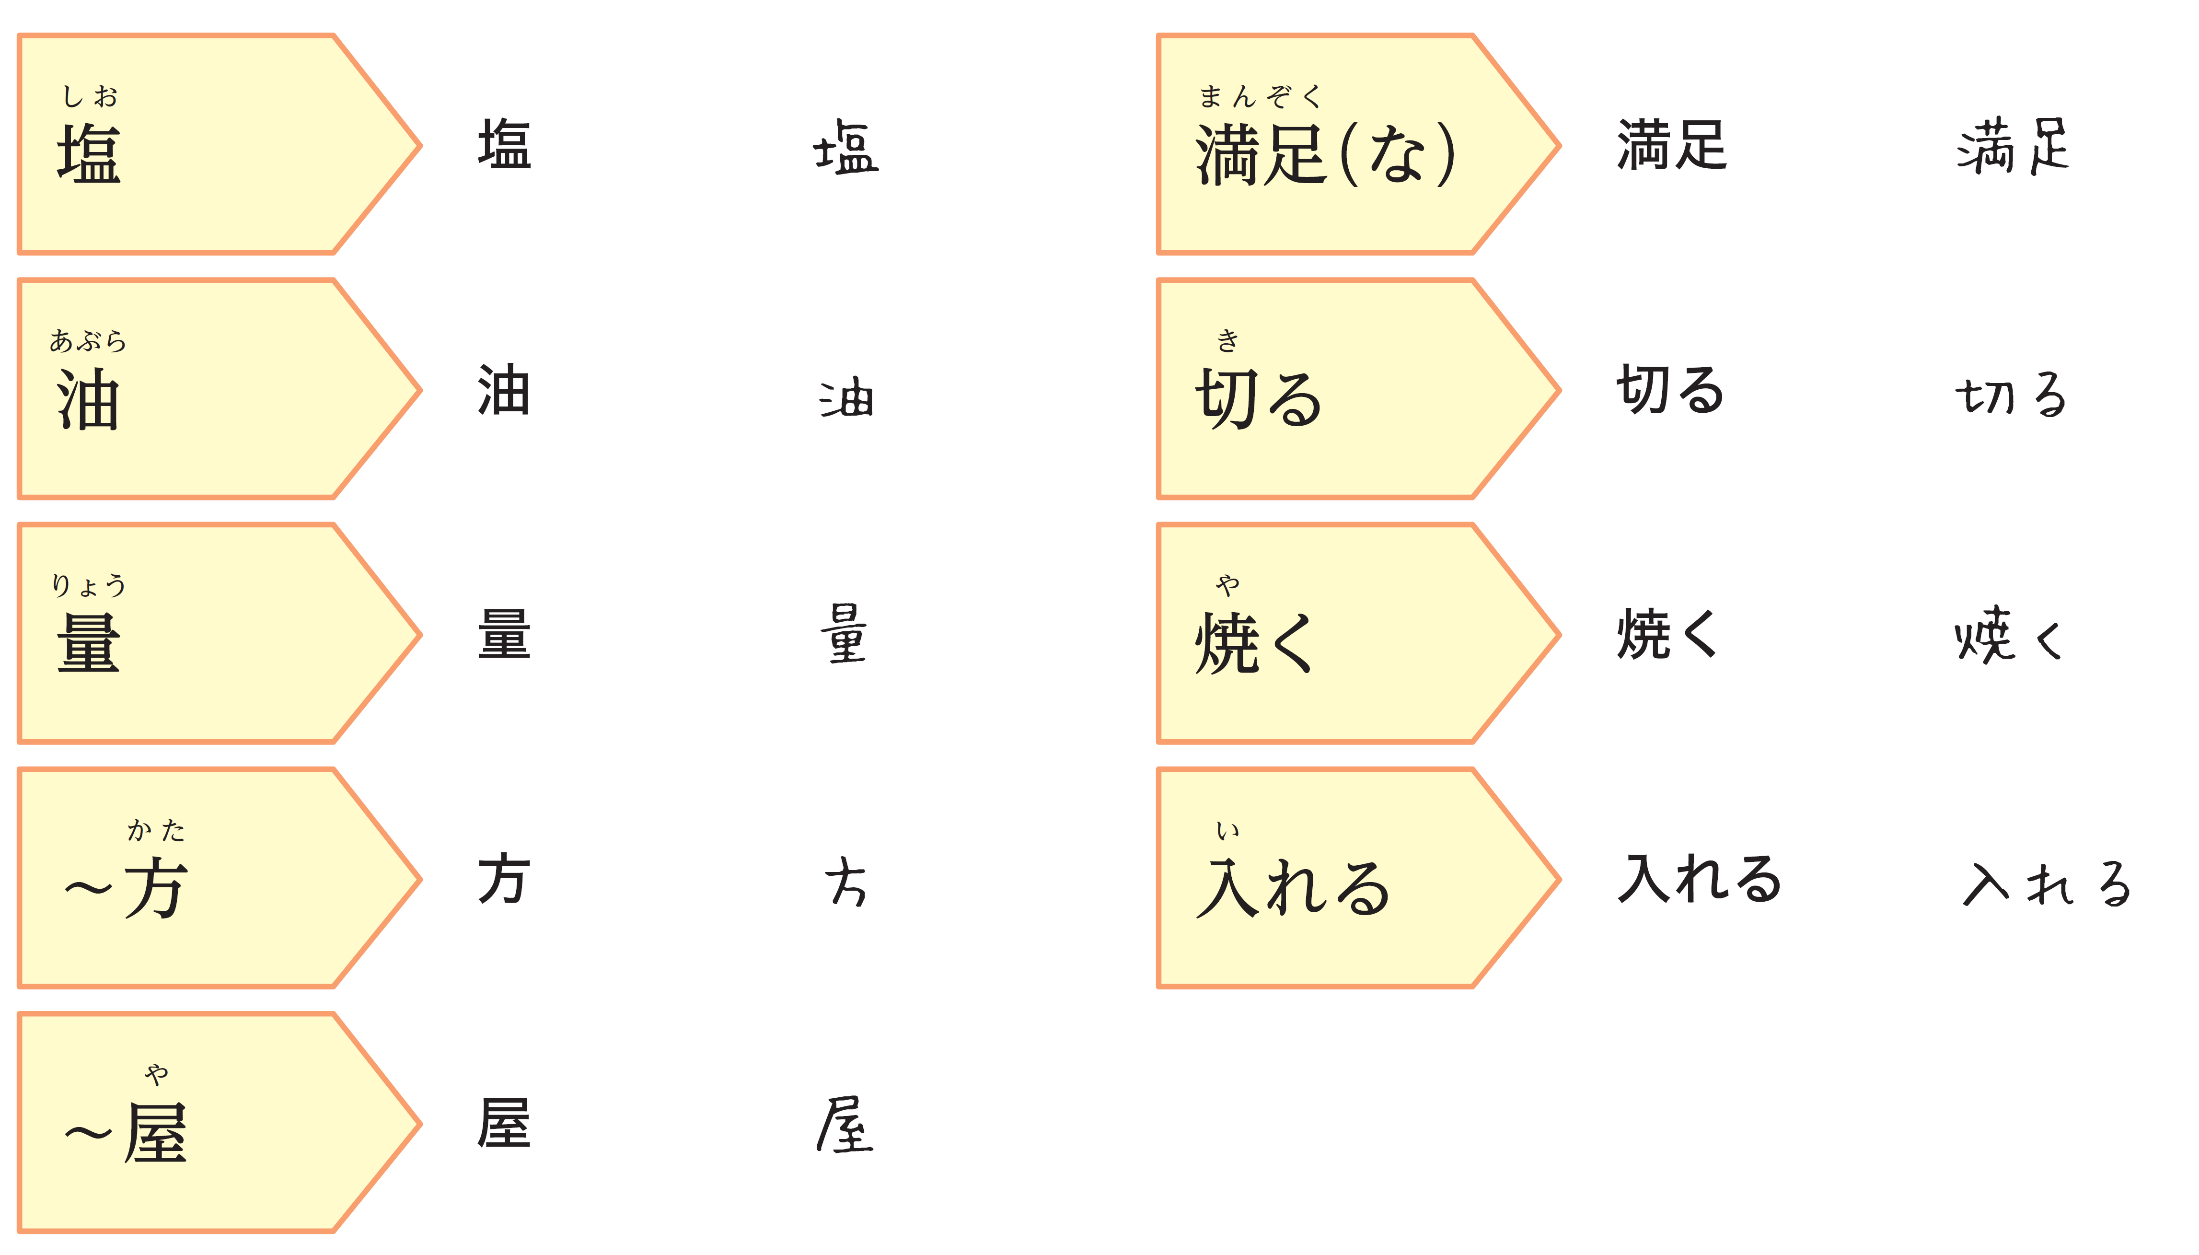 しお
塩 塩 塩
あぶら
油 油 油
りょう
量 量 量
かた
～方 方 方
や
～屋 屋 屋
まんぞく
満足(な) 満足 満足
き
切る 切る 切る
や
焼く 焼く 焼く
い
入れる 入れる 入れる